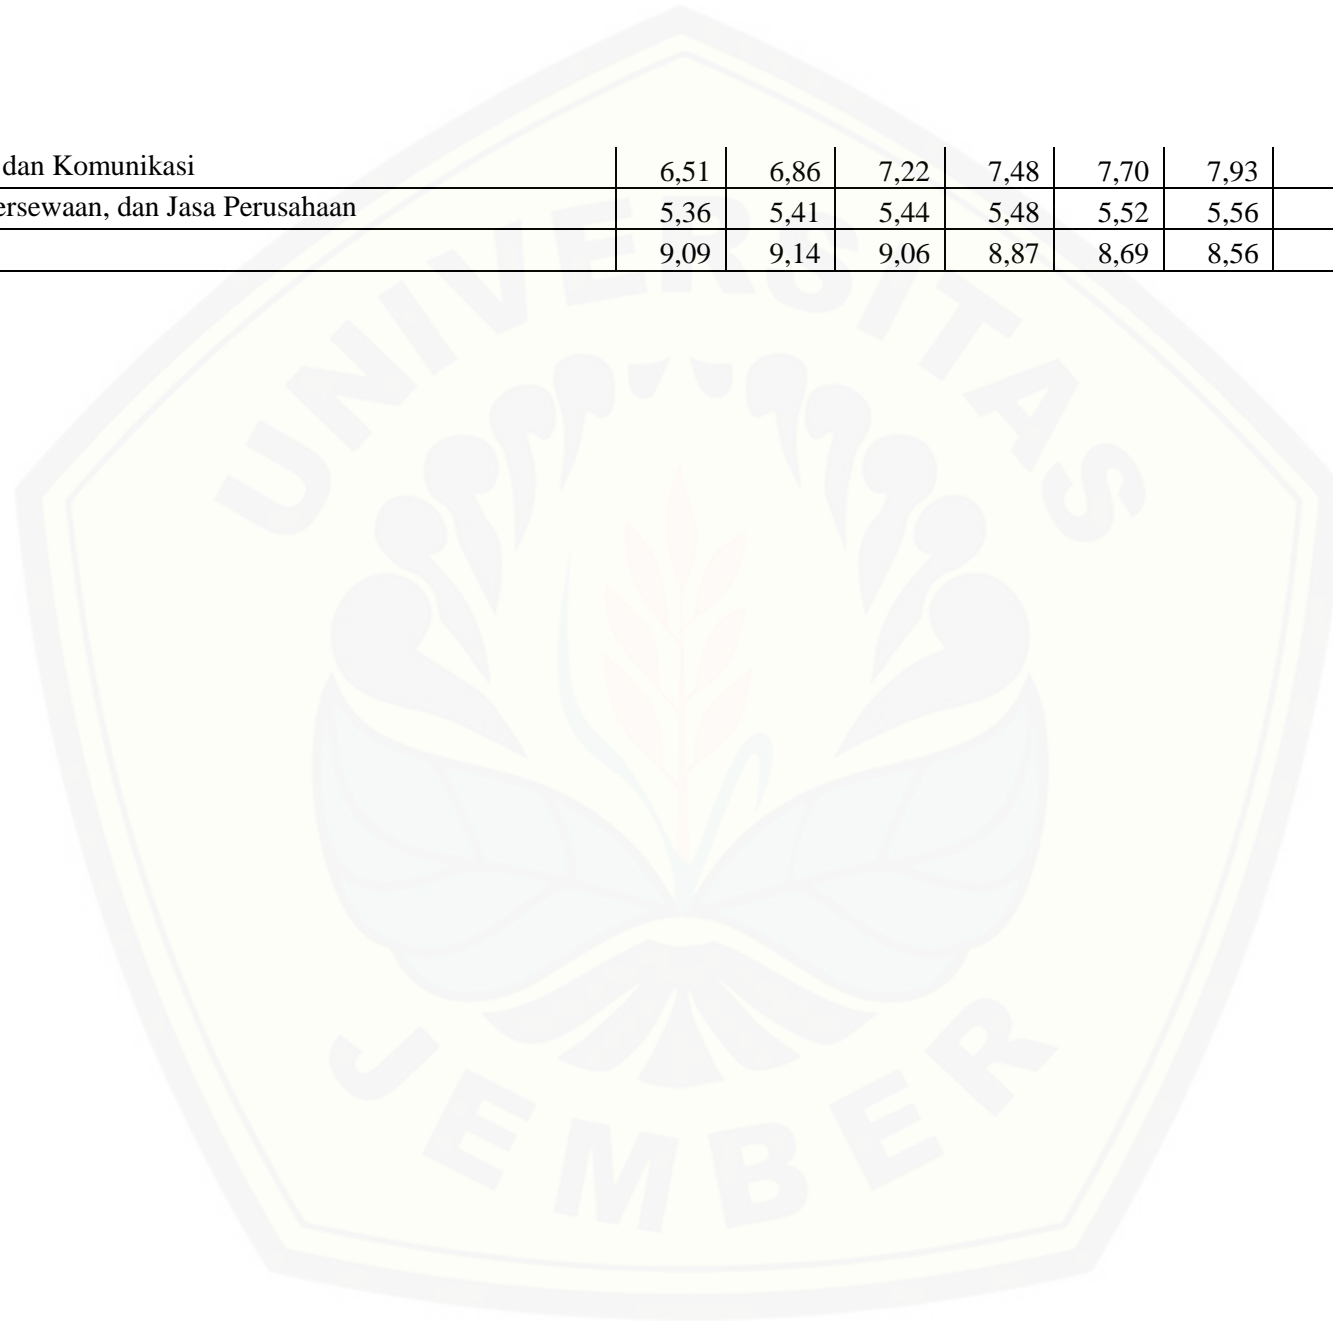 dan Komunikasi 6,51 6,86 7,22 7,48 7,70 7,93
ersewaan, dan Jasa Perusahaan 5,36 5,41 5,44 5,48 5,52 5,56
9,09 9,14 9,06 8,87 8,69 8,56
UNIVERSITAS
JEMBER